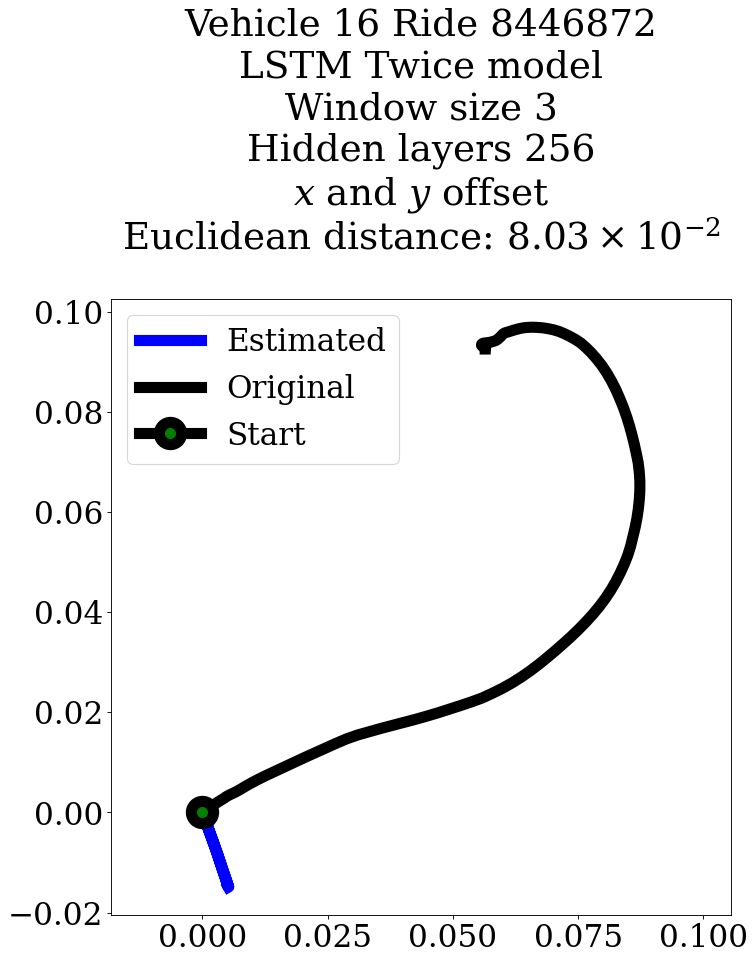 Vehicle 16 Ride 8446872
LSTM Twice model
Window size 3
Hidden layers 256
x and y offset
Euclidean distance: 8.03 × 10⁻²
Estimated
Original
Start
0.10
0.08
0.06
0.04
0.02
0.00
−0.02
0.000 0.025 0.050 0.075 0.100